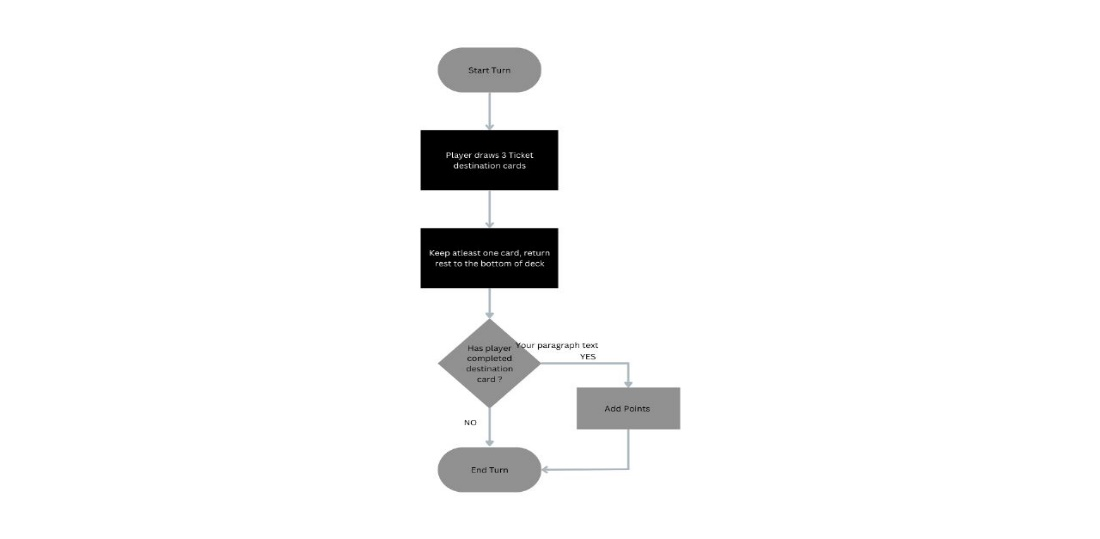 Start Turn
Player draws 3 Ticket
destination cards
Keep atleast one card, return
rest to the bottom of deck
Has player
completed
destination
card ?
Your paragraph text
YES
Add Points
NO
End Turn